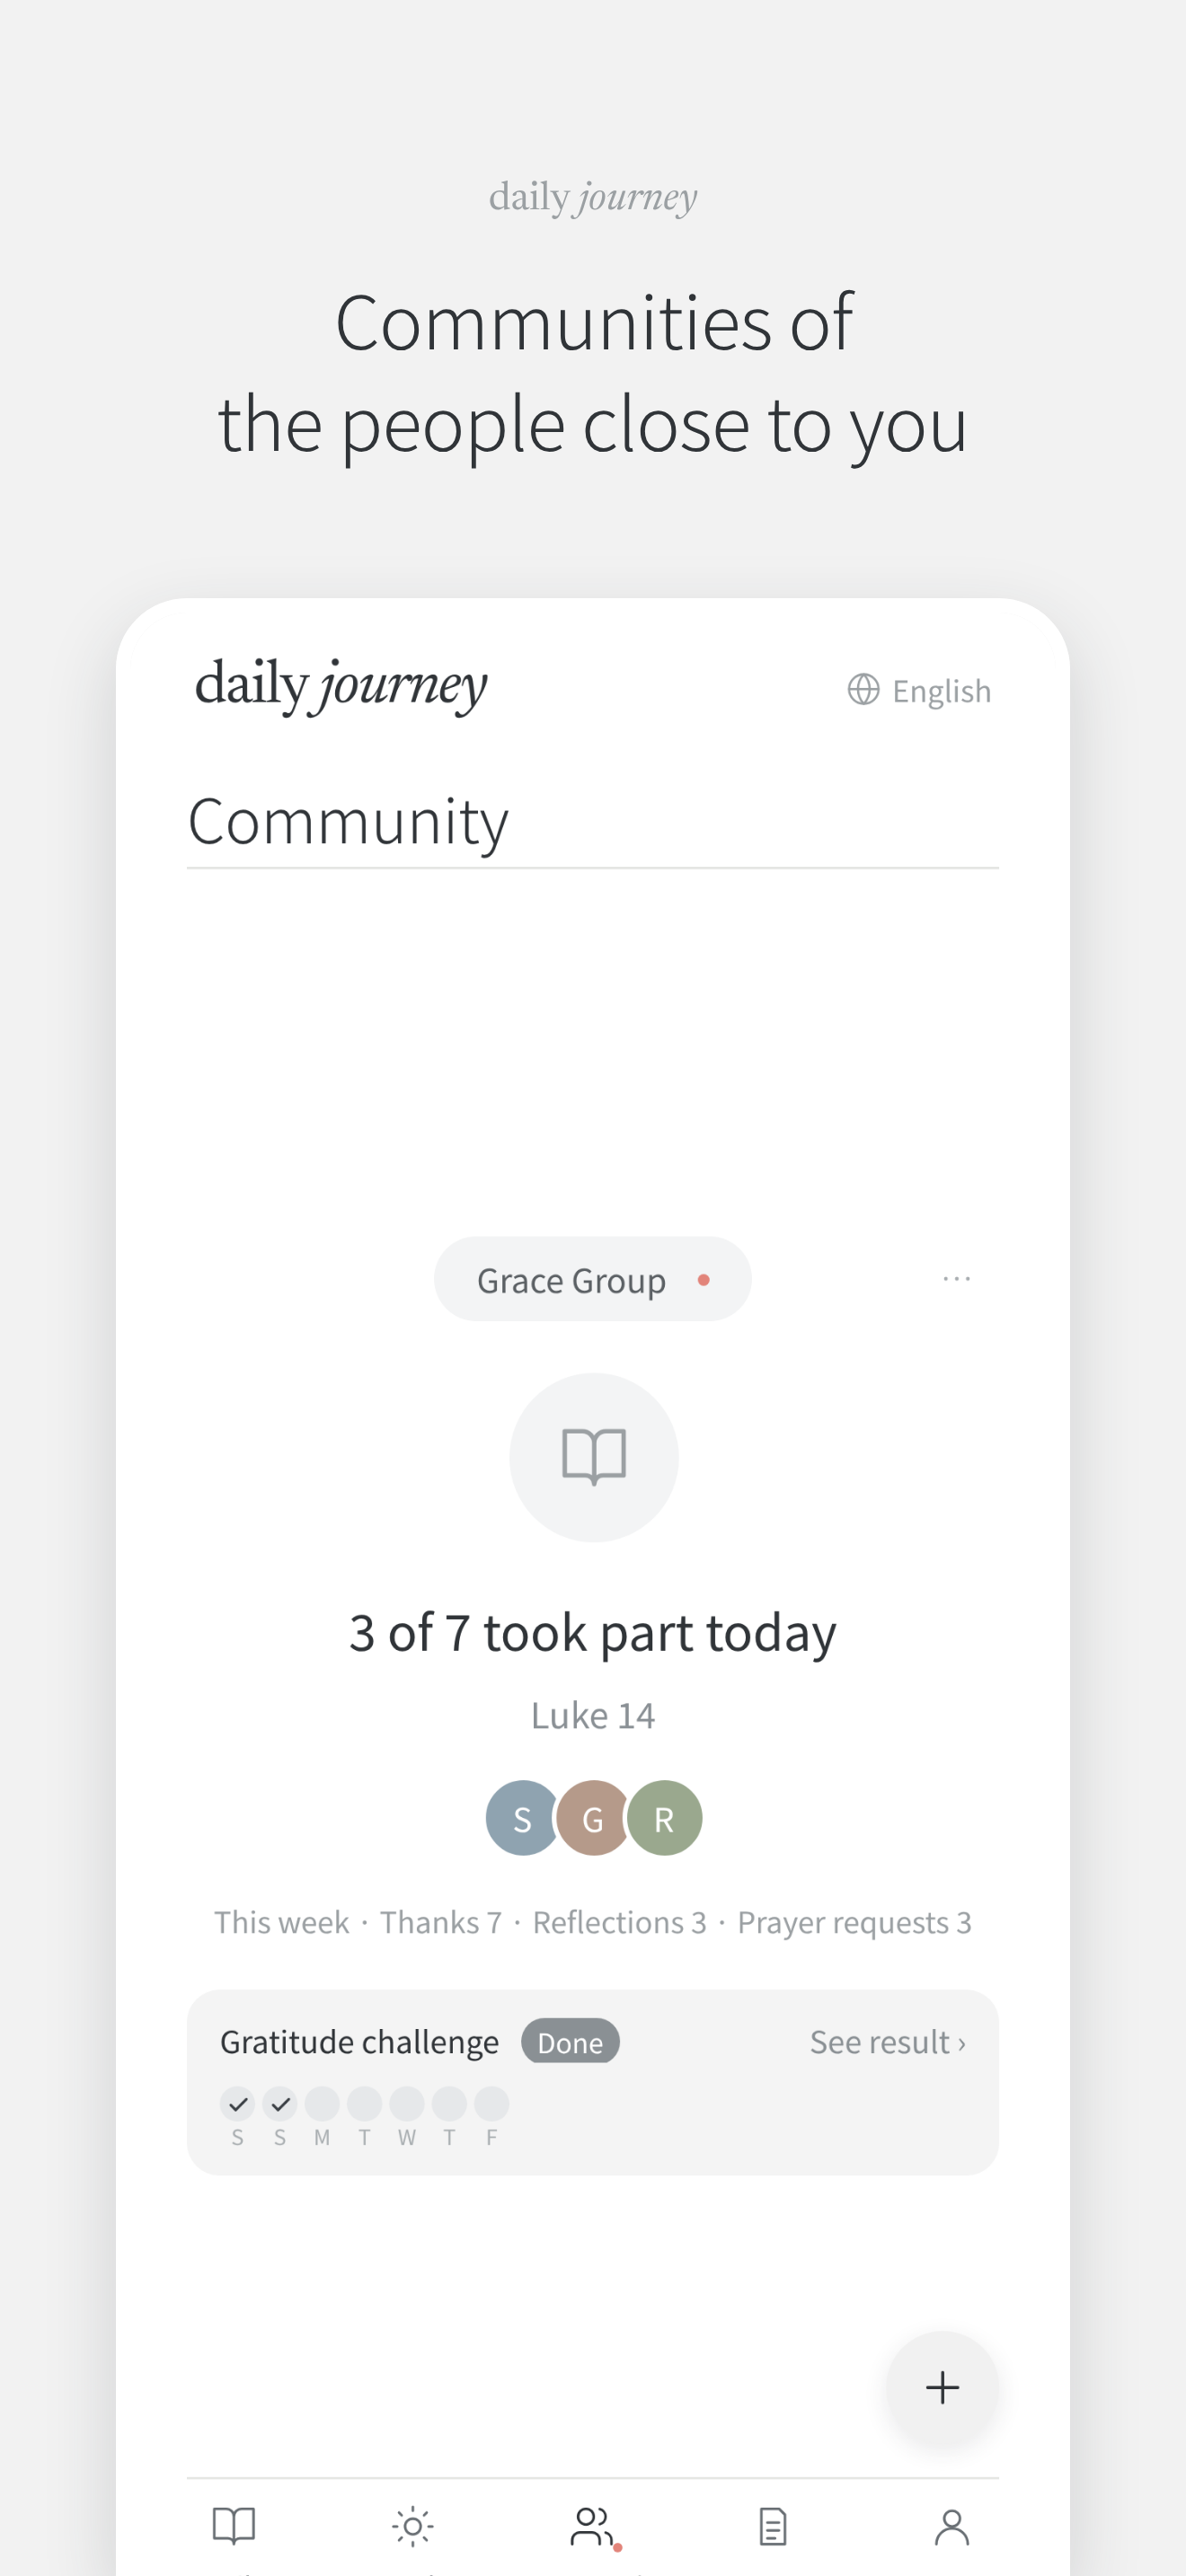 daily journey
Communities of
the people close to you
daily journey
English
Community
Grace Group
...
3 of 7 took part today
Luke 14
S G R
This week · Thanks 7 · Reflections 3 · Prayer requests 3
Gratitude challenge Done See result ›
S S M T W T F
+